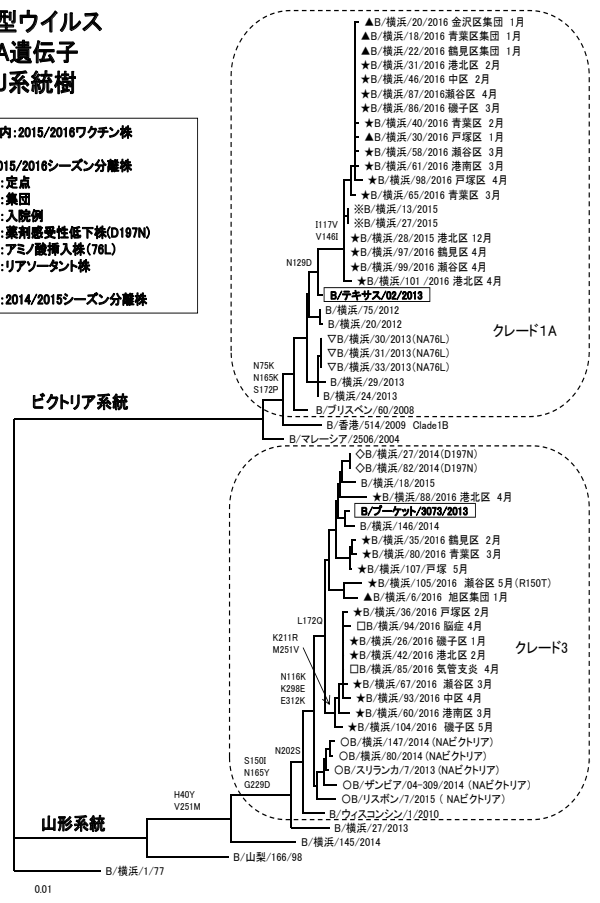 型ウイルス
A遺伝子
J系統樹
内:2015/2016ワクチン株
015/2016シーズン分離株
:定点
:集団
:入院例
:薬剤感受性低下株(D197N)
:アミノ酸挿入株(76L)
:リアソータント株
:2014/2015シーズン分離株
▲B/横浜/20/2016 金沢区集団 1月
▲B/横浜/18/2016 青葉区集団 1月
▲B/横浜/22/2016 鶴見区集団 1月
★B/横浜/31/2016 港北区 2月
★B/横浜/46/2016 中区 2月
★B/横浜/87/2016瀬谷区 4月
★B/横浜/86/2016 磯子区 3月
★B/横浜/40/2016 青葉区 2月
▲B/横浜/30/2016 戸塚区 1月
★B/横浜/58/2016 瀬谷区 3月
★B/横浜/61/2016 港南区 3月
★B/横浜/98/2016 戸塚区 4月
★B/横浜/65/2016 青葉区 3月
※B/横浜/13/2015
※B/横浜/27/2015
I117V
V146I
★B/横浜/28/2015 港北区 12月
★B/横浜/97/2016 鶴見区 4月
★B/横浜/99/2016 瀬谷区 4月
★B/横浜/101 /2016 港北区 4月
N129D
B/テキサス/02/2013
B/横浜/75/2012
B/横浜/20/2012
クレード1A
▽B/横浜/30/2013(NA76L)
▽B/横浜/31/2013(NA76L)
▽B/横浜/33/2013(NA76L)
N75K
N165K
S172P
B/横浜/29/2013
B/横浜/24/2013
ビクトリア系統
B/ブリスベン/60/2008
B/香港/514/2009 Clade1B
B/マレーシア/2506/2004
◇B/横浜/27/2014(D197N)
◇B/横浜/82/2014(D197N)
B/横浜/18/2015
★B/横浜/88/2016 港北区 4月
B/プーケット/3073/2013
B/横浜/146/2014
★B/横浜/35/2016 鶴見区 2月
★B/横浜/80/2016 青葉区 3月
★B/横浜/107/戸塚 5月
★B/横浜/105/2016 瀬谷区 5月(R150T)
▲B/横浜/6/2016 旭区集団 1月
L172Q
★B/横浜/36/2016 戸塚区 2月
□B/横浜/94/2016 脳症 4月
K211R
M251V
★B/横浜/26/2016 磯子区 1月
★B/横浜/42/2016 港北区 2月
クレード3
□B/横浜/85/2016 気管支炎 4月
N116K
K298E
E312K
★B/横浜/67/2016 瀬谷区 3月
★B/横浜/93/2016 中区 4月
★B/横浜/60/2016 港南区 3月
★B/横浜/104/2016 磯子区 5月
N202S
○B/横浜/147/2014 (NAビクトリア)
○B/横浜/80/2014 (NAビクトリア)
○B/スリランカ/7/2013 (NAビクトリア)
○B/ザンビア/04-309/2014 (NAビクトリア)
○B/リスボン/7/2015 ( NAビクトリア)
S150I
N165Y
G229D
B/ウィスコンシン/1/2010
H40Y
V251M
山形系統
B/横浜/27/2013
B/横浜/145/2014
B/山梨/166/98
B/横浜/1/77
0.01